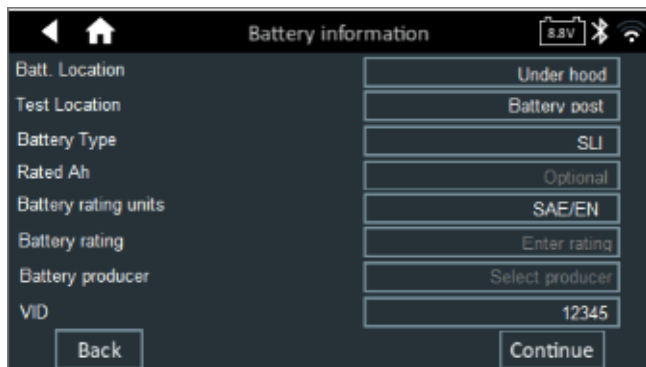 Battery information
8.8V
Batt. Location Under hood
Test Location Battery post
Battery Type SLI
Rated Ah Optional
Battery rating units SAE/EN
Battery rating Enter rating
Battery producer Select producer
VID 12345
Back Continue